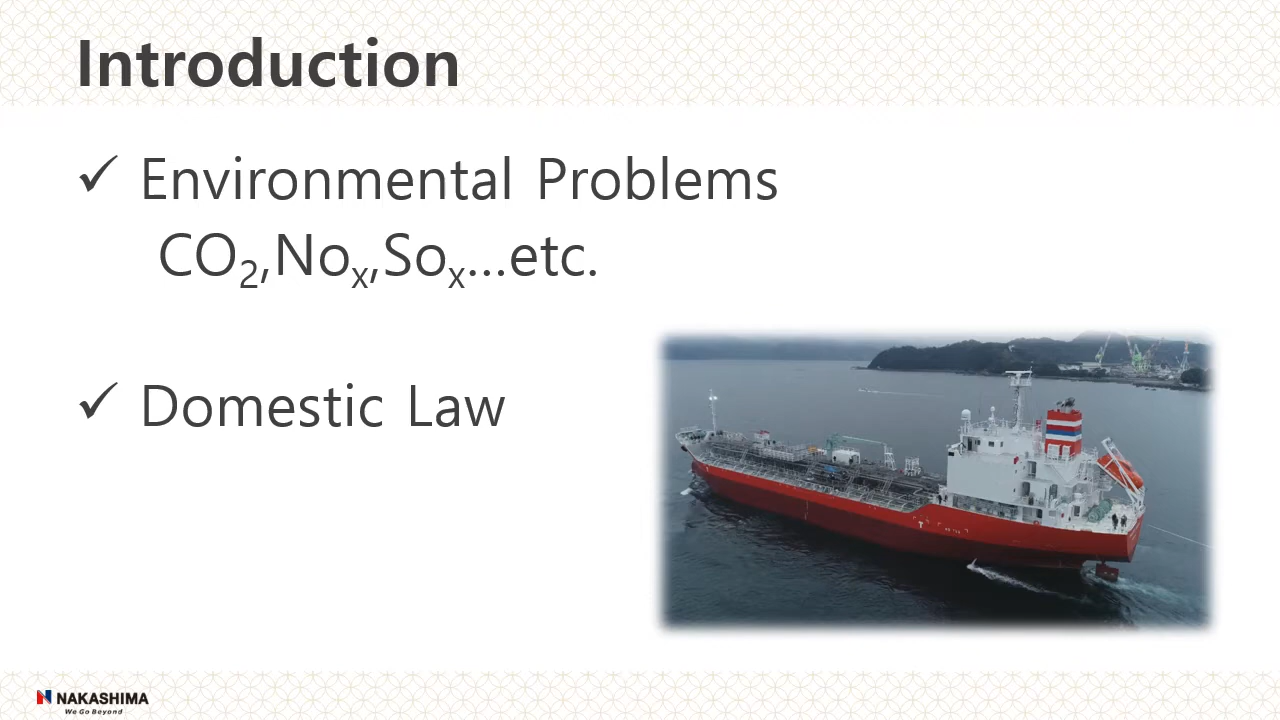 Introduction
✓ Environmental Problems
CO₂,Noₓ,Soₓ...etc.
✓ Domestic Law
NAKASHIMA
We Go Beyond